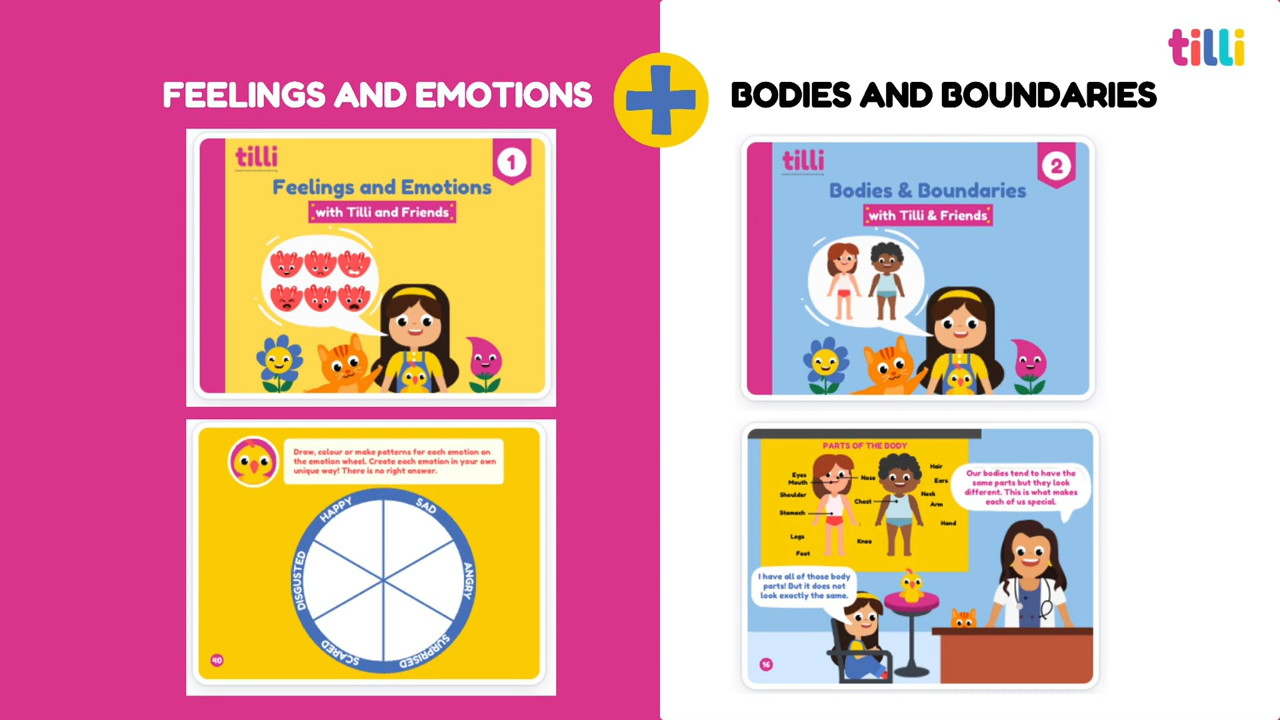 tilli
FEELINGS AND EMOTIONS
BODIES AND BOUNDARIES
tilli
1
Feelings and Emotions
with Tilli and Friends
tilli
2
Bodies & Boundaries
with Tilli & Friends
Draw, colour or make patterns for each emotion on
the emotion wheel. Create each emotion in your own
unique way! There is no right answer.
HAPPY
SAD
ANGRY
SURPRISED
SCARED
DISGUSTED
40
PARTS OF THE BODY
Eyes
Mouth
Shoulder
Stomach
Legs
Foot
Nose
Chest
Knee
Hair
Ears
Neck
Arm
Hand
Our bodies tend to have the
same parts but they look
different. This is what makes
each of us special.
I have all of those body
parts! But it does not
look exactly the same.
16